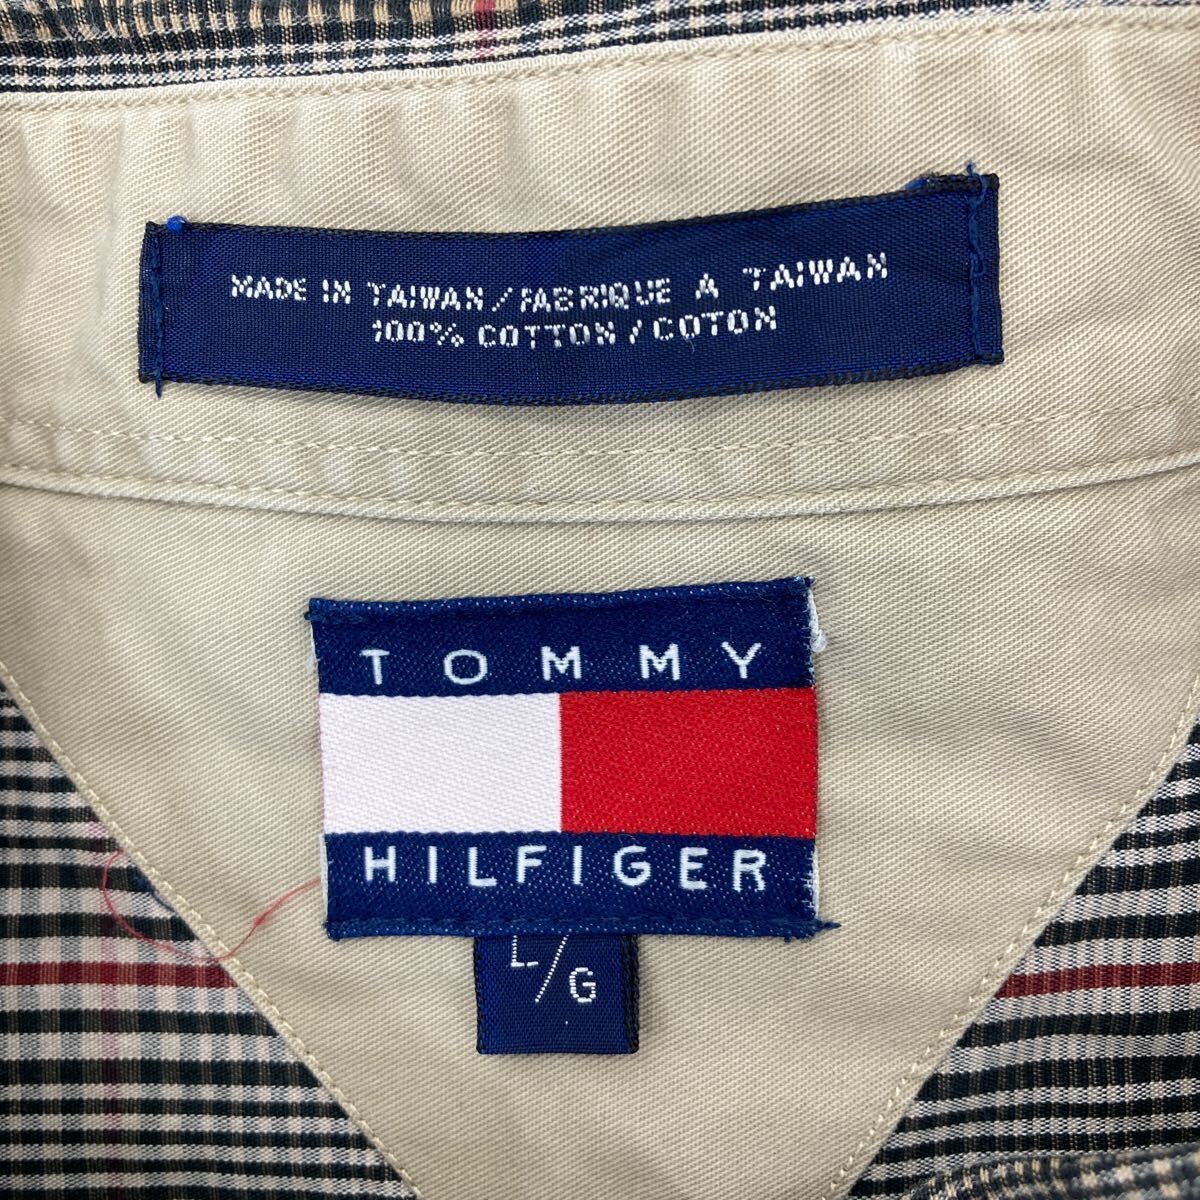 MADE IN TAIWAN / FABRIQUE A TAIWAN
100% COTTON / COTON
TOMMY
HILFIGER
L/G